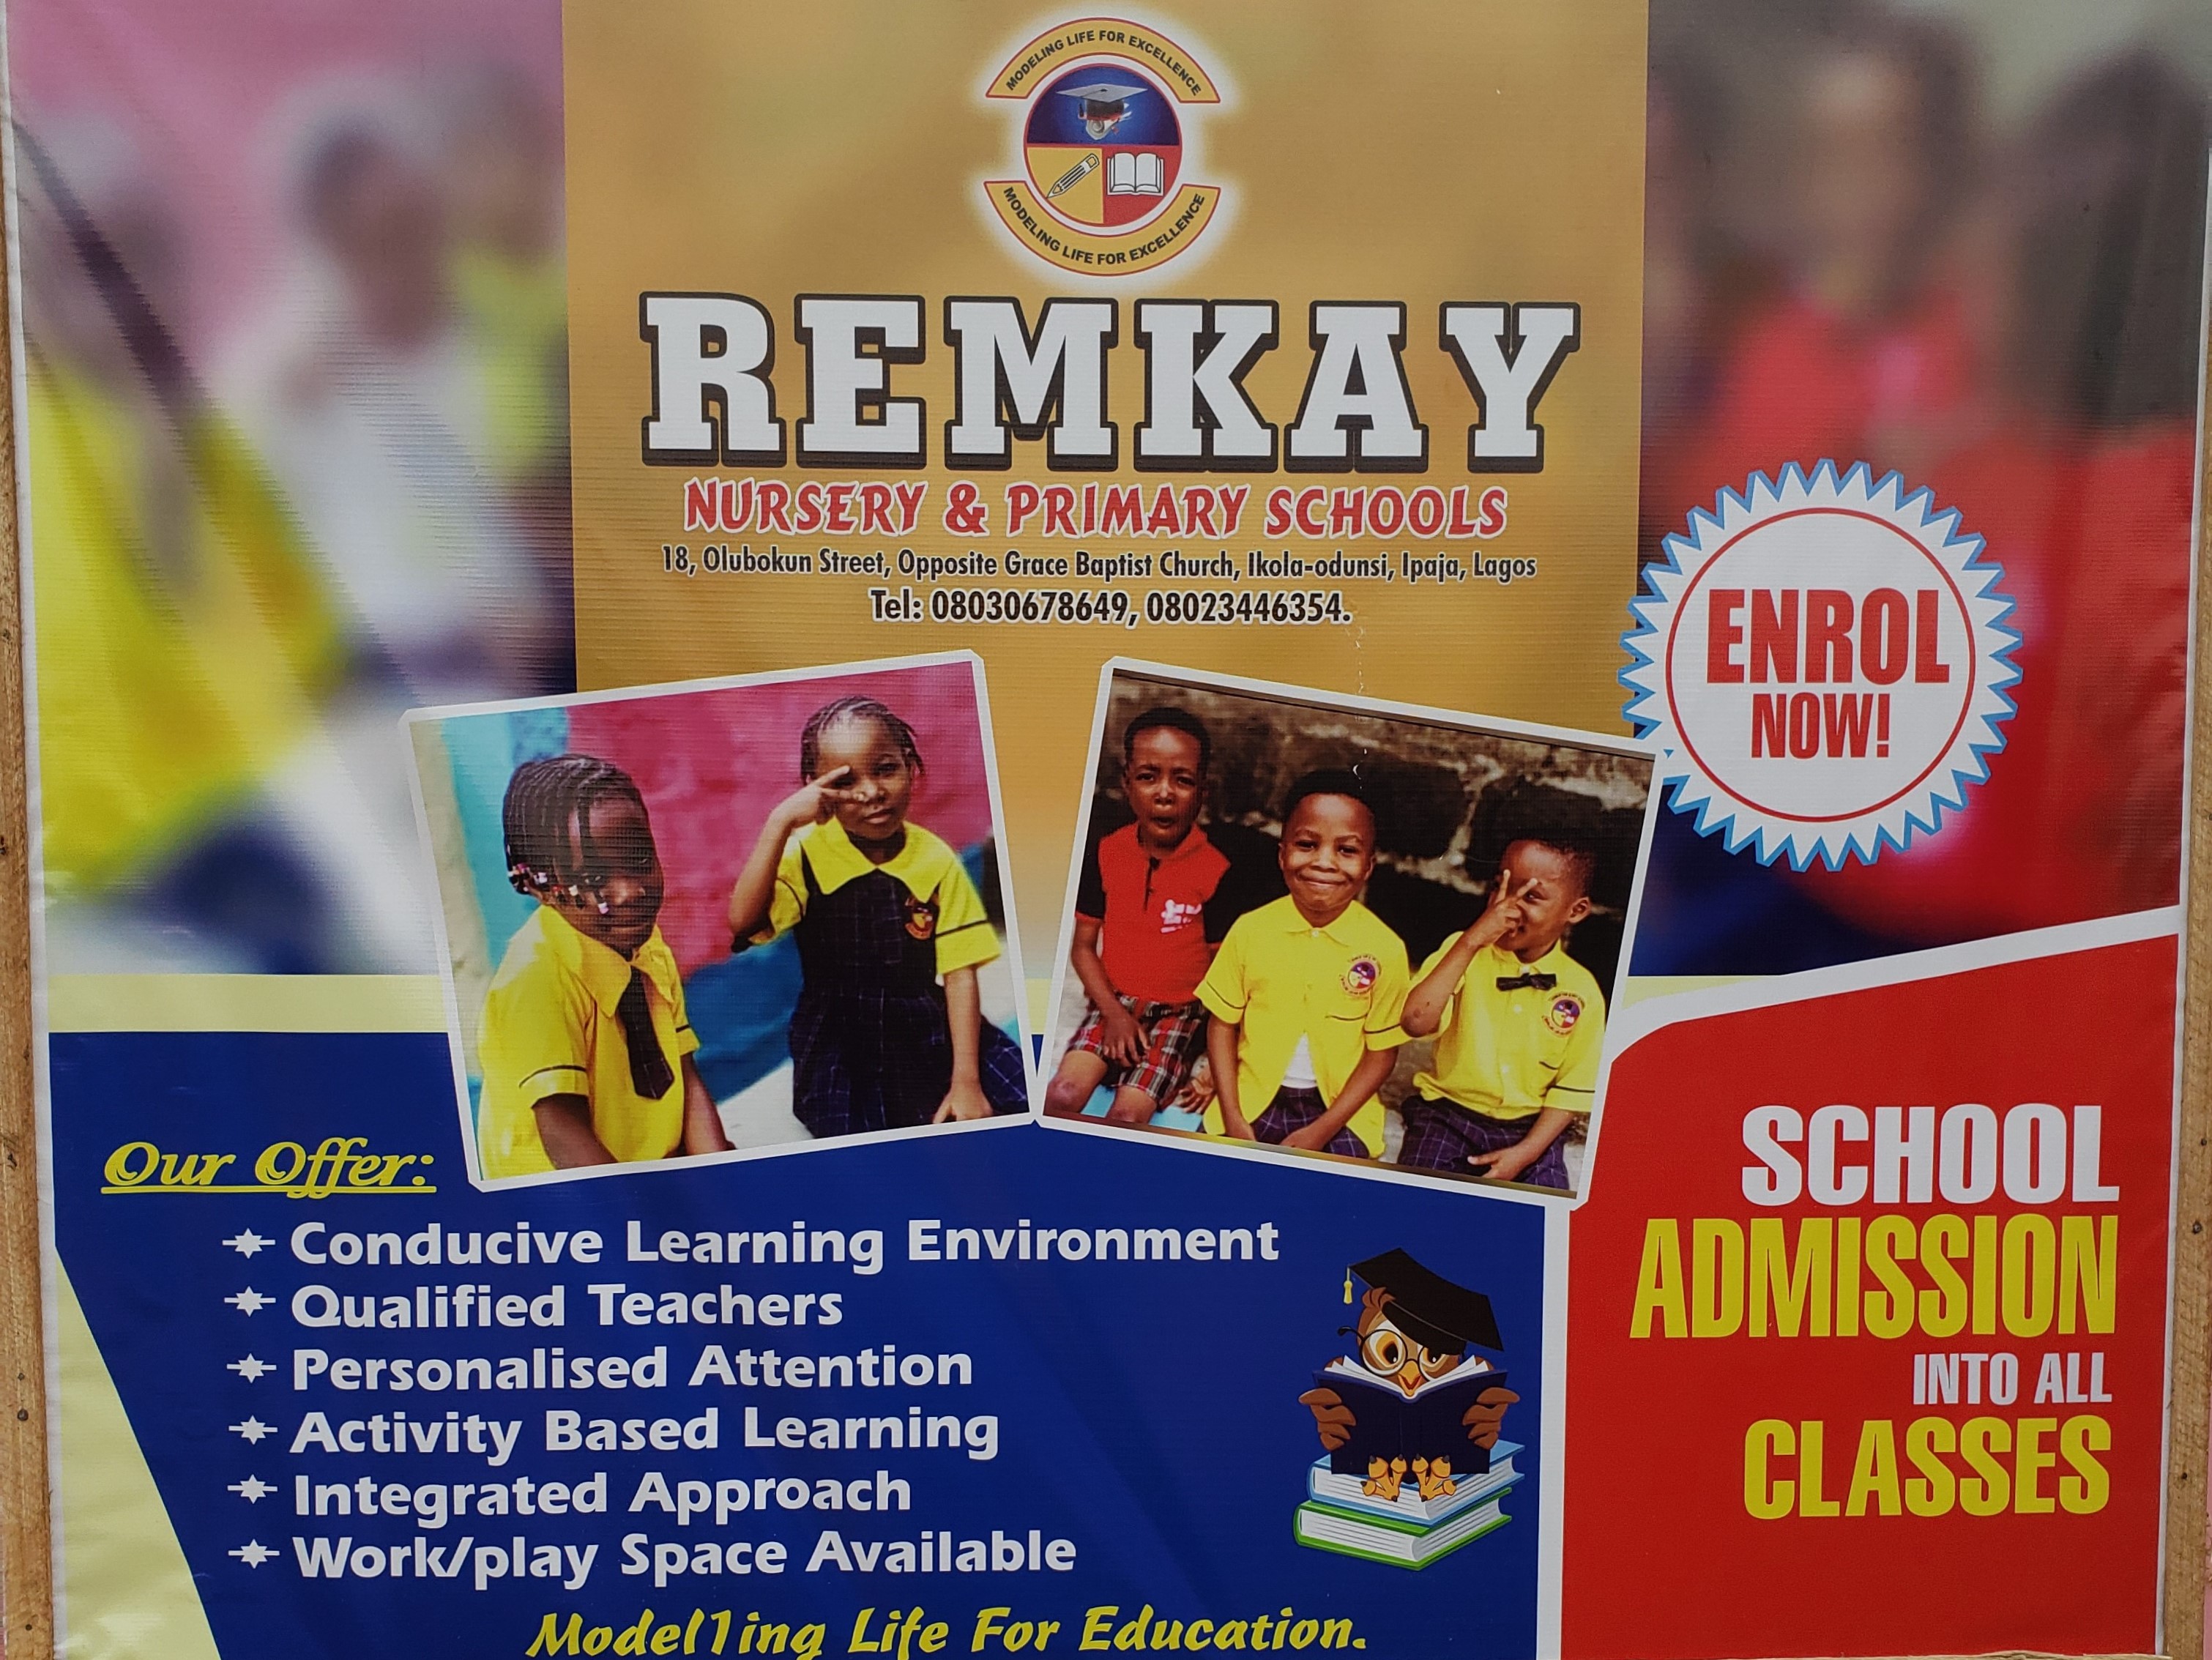 MODELING LIFE FOR EXCELLENCE
MODELING LIFE FOR EXCELLENCE
REMKAY
NURSERY & PRIMARY SCHOOLS
18, Olubokun Street, Opposite Grace Baptist Church, Ikola-odunsi, Ipaja, Lagos
Tel: 08030678649, 08023446354.
ENROL
NOW!
Our Offer:
Conducive Learning Environment
Qualified Teachers
Personalised Attention
Activity Based Learning
Integrated Approach
Work/play Space Available
Model1ing Life For Education.
SCHOOL
ADMISSION
INTO ALL
CLASSES